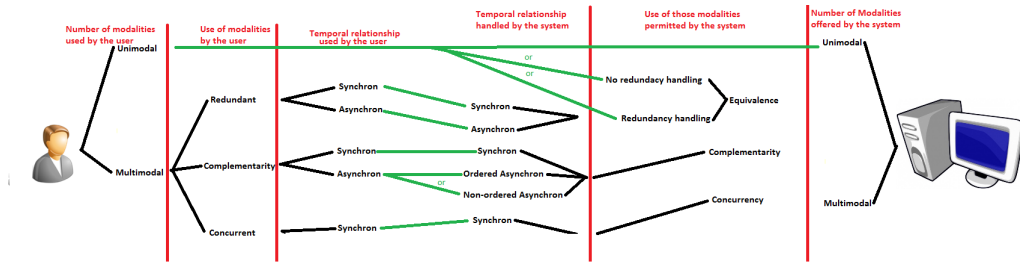 Number of modalities
used by the user
Use of modalities
by the user
Temporal relationship
used by the user
Temporal relationship
handled by the system
Use of those modalities
permitted by the system
Number of Modalities
offered by the system
Unimodal
Unimodal
or
or
No redundacy handling
Redundant
Synchron
Asynchron
Synchron
Asynchron
Equivalence
Redundancy handling
Multimodal
Complementarity
Synchron
Synchron
Complementarity
Asynchron
Ordered Asynchron
or
Non-ordered Asynchron
Concurrency
Multimodal
Concurrent
Synchron
Synchron